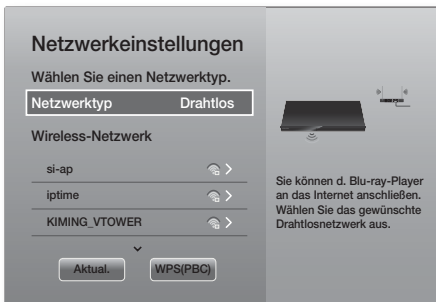 Netzwerkeinstellungen
Wählen Sie einen Netzwerktyp.
Netzwerktyp Drahtlos
Wireless-Netzwerk
si-ap
iptime
KIMING_VTOWER
Aktual. WPS(PBC)
Sie können d. Blu-ray-Player
an das Internet anschließen.
Wählen Sie das gewünschte
Drahtlosnetzwerk aus.